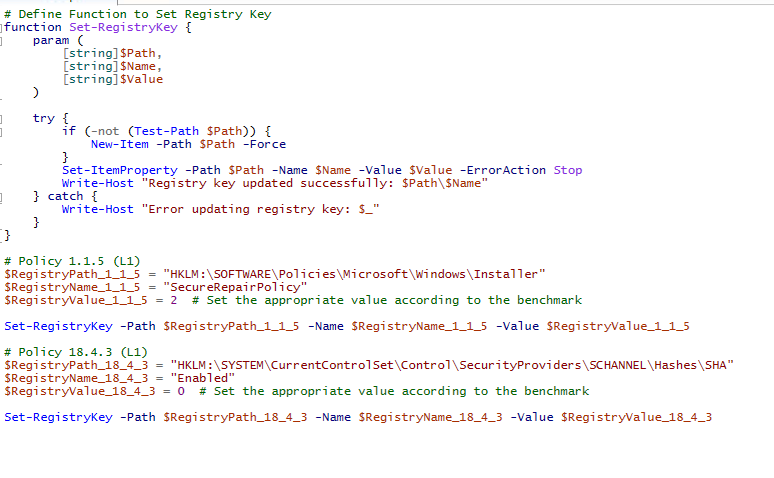 # Define Function to Set Registry Key
function Set-RegistryKey {
    param (
        [string]$Path,
        [string]$Name,
        [string]$Value
    )

    try {
        if (-not (Test-Path $Path)) {
            New-Item -Path $Path -Force
        }
        Set-ItemProperty -Path $Path -Name $Name -Value $Value -ErrorAction Stop
        Write-Host "Registry key updated successfully: $Path\$Name"
    } catch {
        Write-Host "Error updating registry key: $_"
    }
}

# Policy 1.1.5 (L1)
$RegistryPath_1_1_5 = "HKLM:\SOFTWARE\Policies\Microsoft\Windows\Installer"
$RegistryName_1_1_5 = "SecureRepairPolicy"
$RegistryValue_1_1_5 = 2  # Set the appropriate value according to the benchmark

Set-RegistryKey -Path $RegistryPath_1_1_5 -Name $RegistryName_1_1_5 -Value $RegistryValue_1_1_5

# Policy 18.4.3 (L1)
$RegistryPath_18_4_3 = "HKLM:\SYSTEM\CurrentControlSet\Control\SecurityProviders\SCHANNEL\Hashes\SHA"
$RegistryName_18_4_3 = "Enabled"
$RegistryValue_18_4_3 = 0  # Set the appropriate value according to the benchmark

Set-RegistryKey -Path $RegistryPath_18_4_3 -Name $RegistryName_18_4_3 -Value $RegistryValue_18_4_3